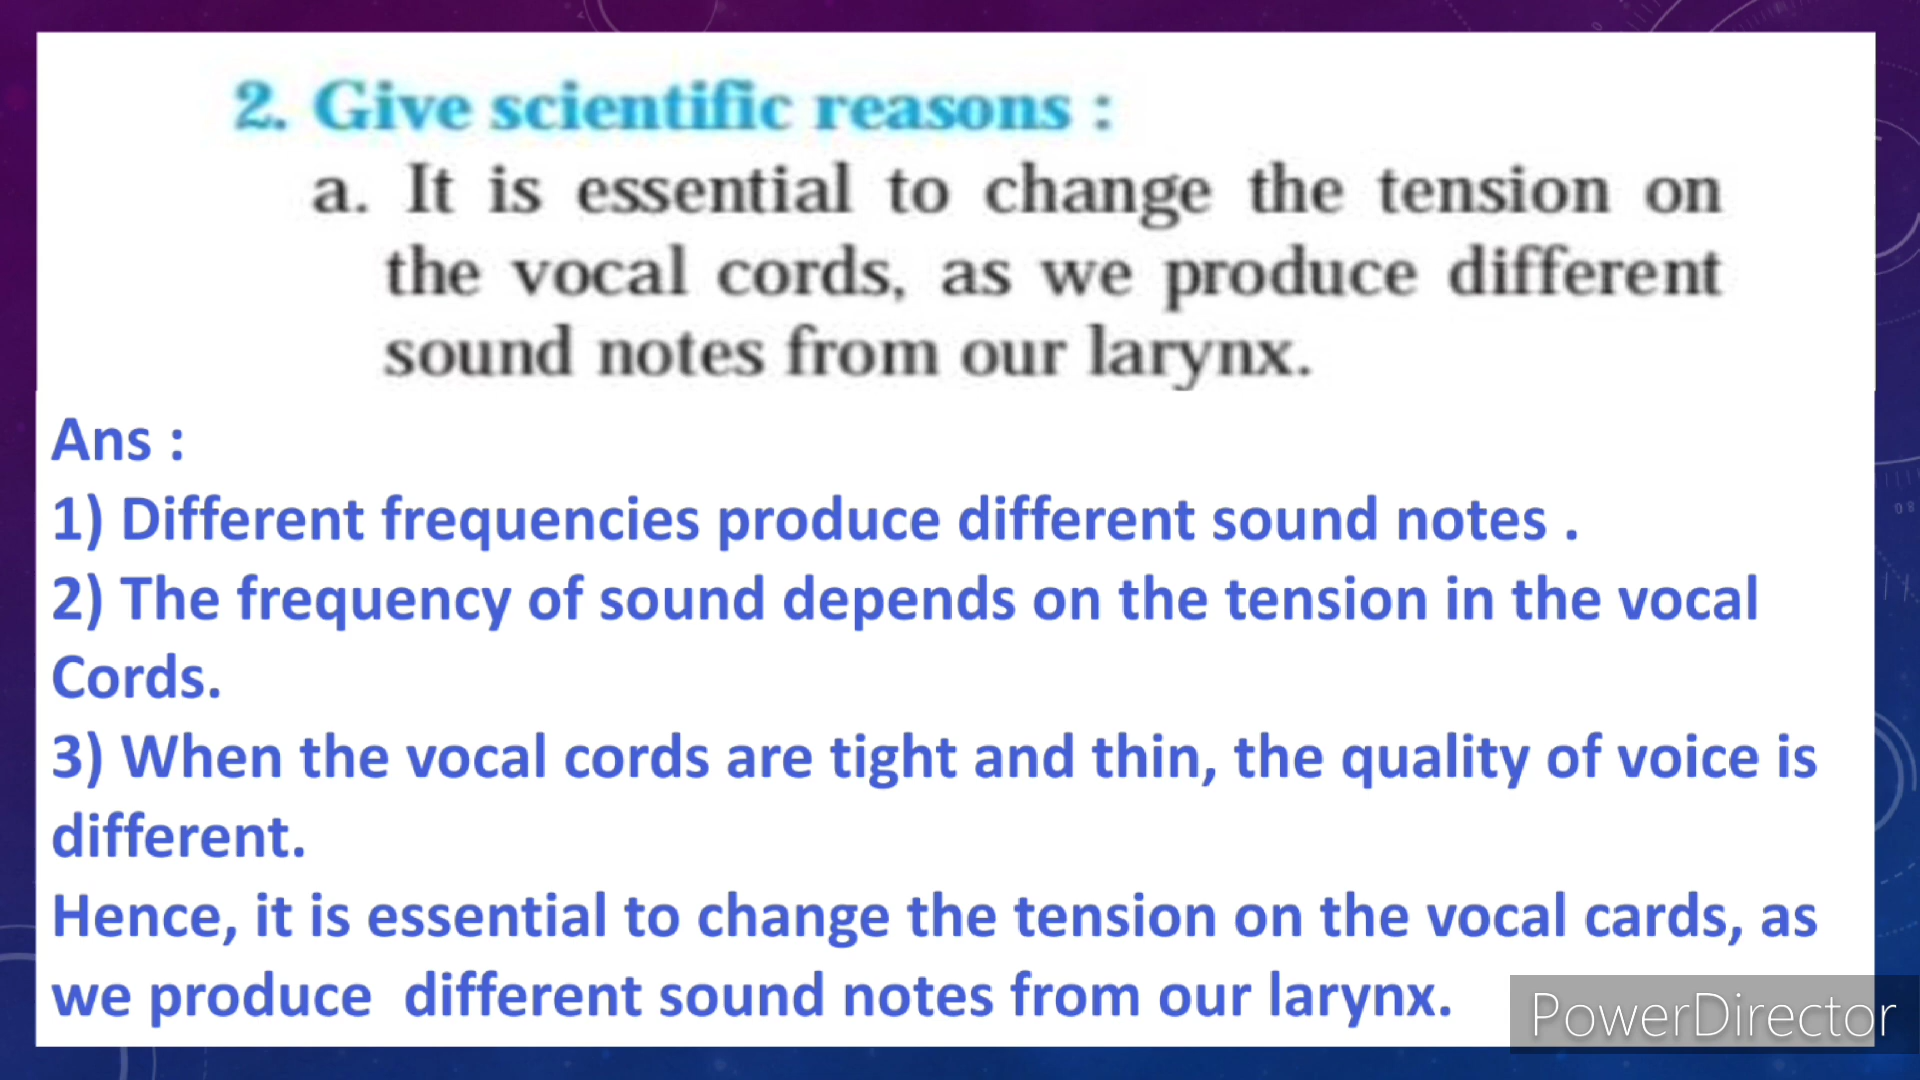 2. Give scientific reasons :
a. It is essential to change the tension on
the vocal cords, as we produce different
sound notes from our larynx.
Ans :
1) Different frequencies produce different sound notes .
2) The frequency of sound depends on the tension in the vocal
Cords.
3) When the vocal cords are tight and thin, the quality of voice is
different.
Hence, it is essential to change the tension on the vocal cards, as
we produce  different sound notes from our larynx.
PowerDirector
08